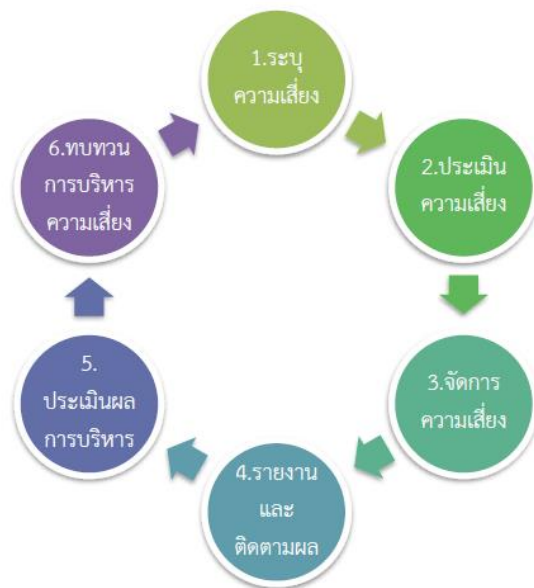 1.ระบุ
ความเสี่ยง
2.ประเมิน
ความเสี่ยง
3.จัดการ
ความเสี่ยง
4.รายงาน
และ
ติดตามผล
5.
ประเมินผล
การบริหาร
6.ทบทวน
การบริหาร
ความเสี่ยง